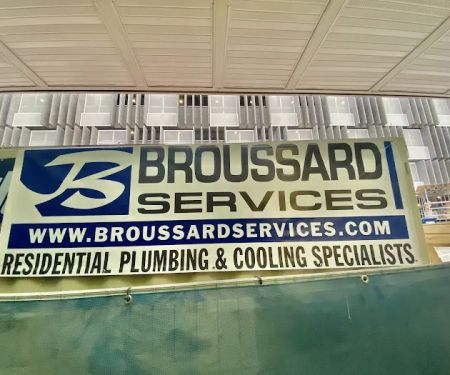 B BROUSSARD
SERVICES
WWW.BROUSSARDSERVICES.COM
RESIDENTIAL PLUMBING & COOLING SPECIALISTS